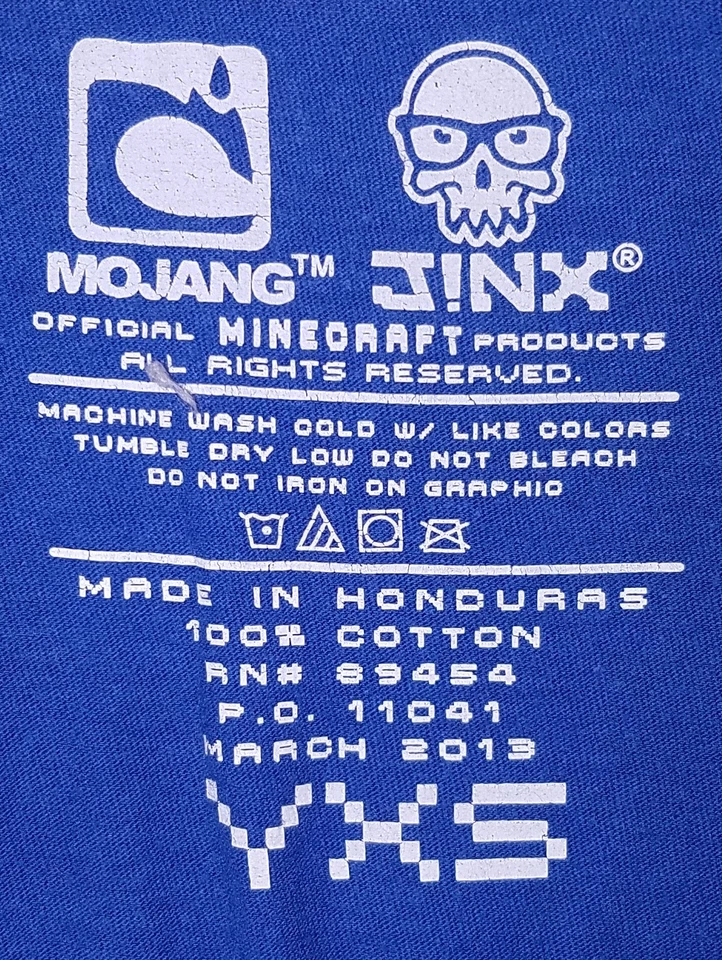 MOJANG™ J!NX®
OFFICIAL MINECRAFT PRODUCTS
ALL RIGHTS RESERVED.
MACHINE WASH COLD W/ LIKE COLORS
TUMBLE DRY LOW DO NOT BLEACH
DO NOT IRON ON GRAPHIC
MADE IN HONDURAS
100% COTTON
RN# 89454
P.O. 11041
MARCH 2013
YXS